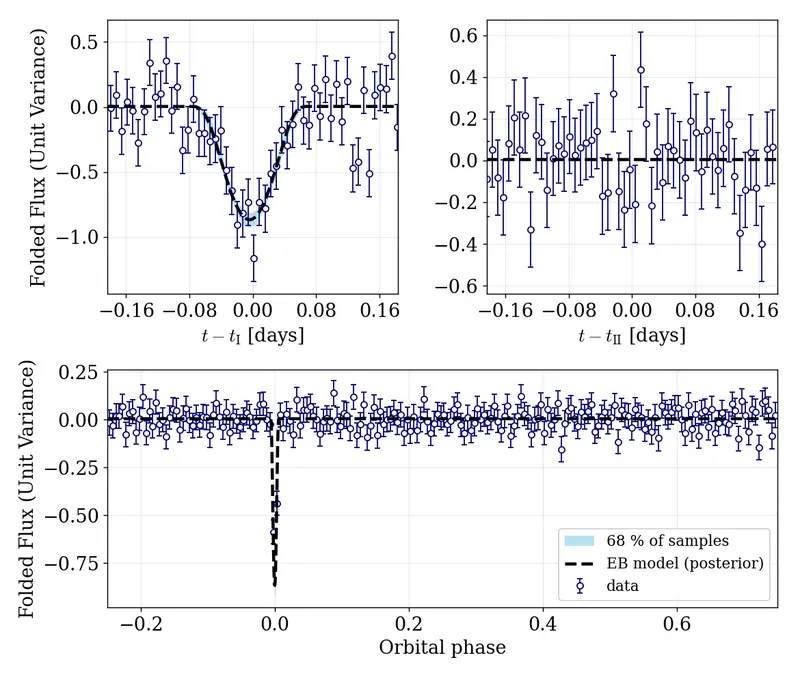 0.5
0.0
−0.5
−1.0
Folded Flux (Unit Variance)
−0.16 −0.08 0.00 0.08 0.16
t − tI [days]
0.6
0.4
0.2
0.0
−0.2
−0.4
−0.6
−0.16 −0.08 0.00 0.08 0.16
t − tII [days]
0.25
0.00
−0.25
−0.50
−0.75
Folded Flux (Unit Variance)
68 % of samples
EB model (posterior)
data
−0.2 0.0 0.2 0.4 0.6
Orbital phase